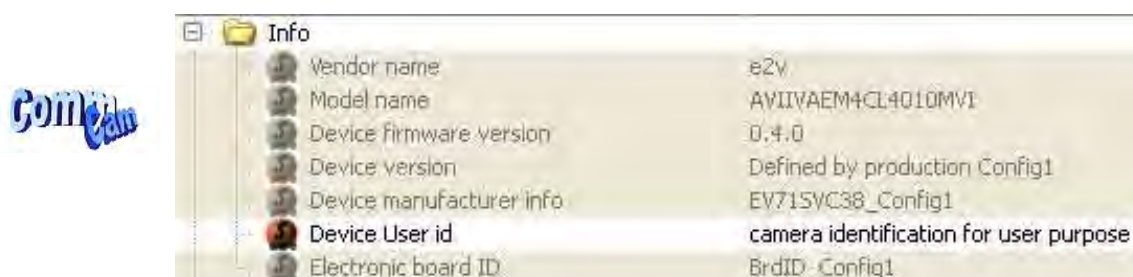 CommCam
Info
Vendor name e2v
Model name AVIIVAEM4CL4010MVI
Device firmware version 0.4.0
Device version Defined by production Config1
Device manufacturer info EV71SVC38_Config1
Device User id camera identification for user purpose
Electronic board ID BrdID_Config1